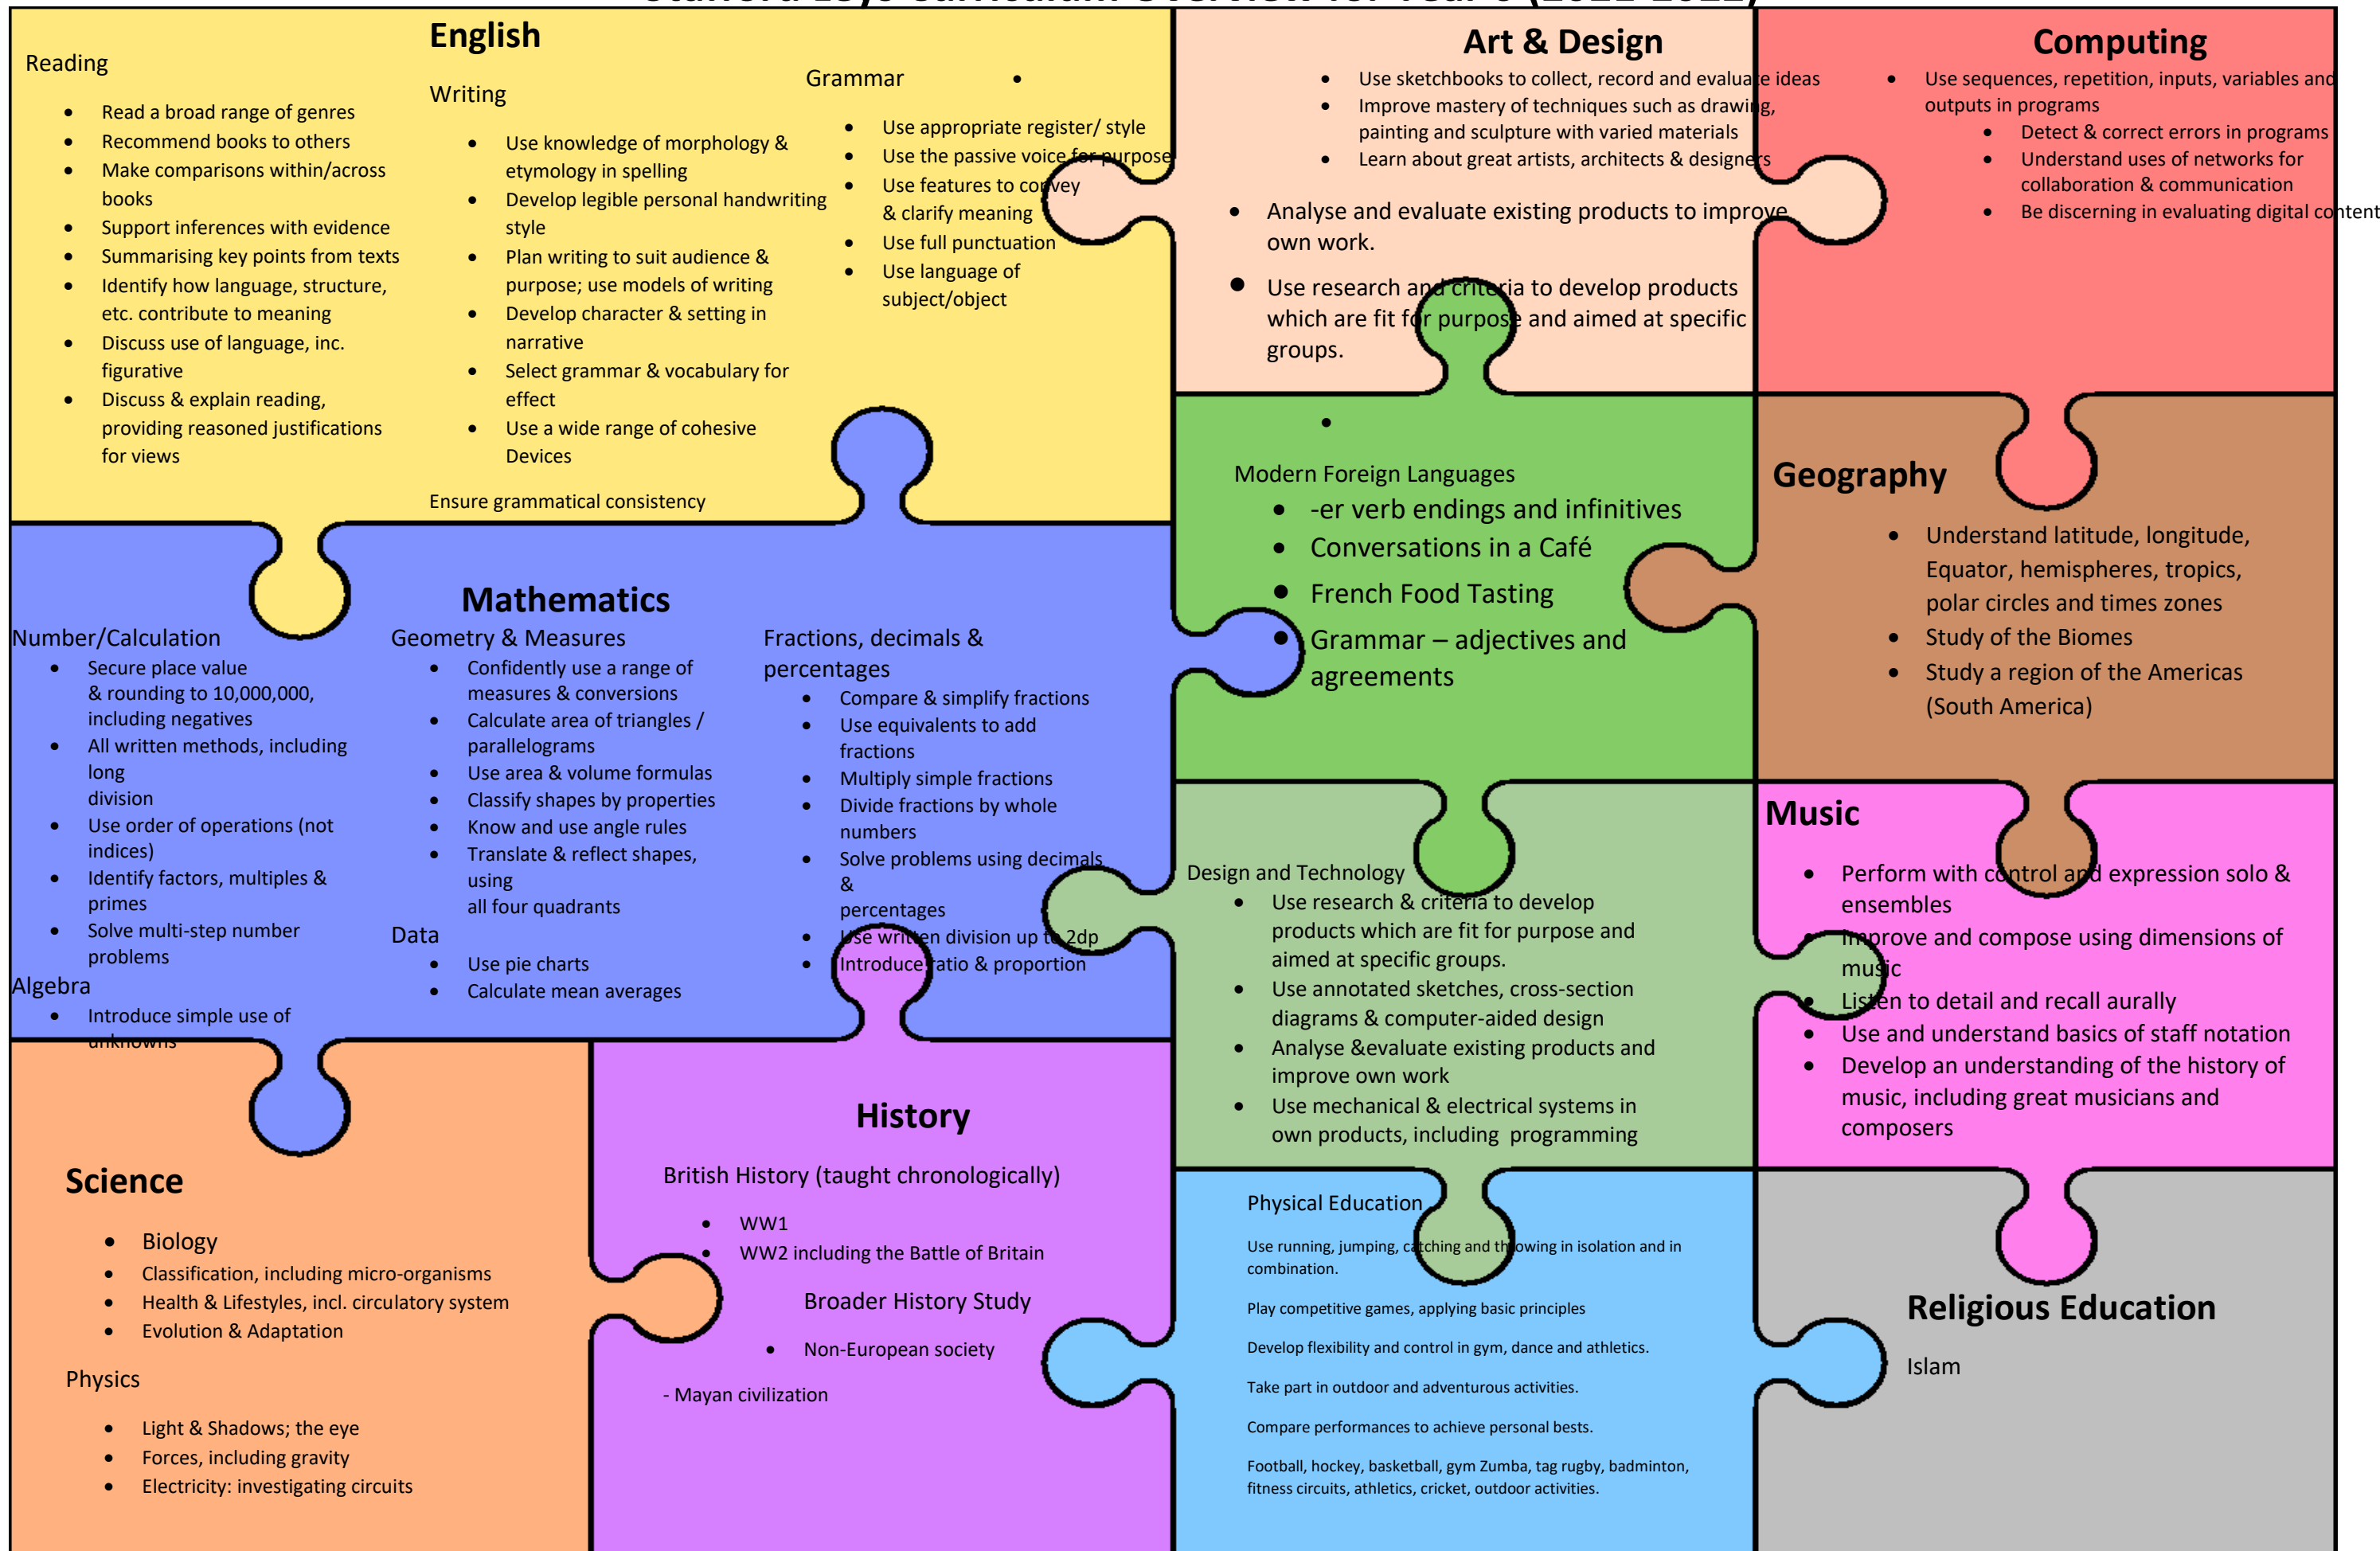 Stafford Leys Curriculum Overview for Year 6 (2021-2022)
English
Reading
• Read a broad range of genres
• Recommend books to others
• Make comparisons within/across
books
• Support inferences with evidence
• Summarising key points from texts
• Identify how language, structure,
etc. contribute to meaning
• Discuss use of language, inc.
figurative
• Discuss & explain reading,
providing reasoned justifications
for views
Writing
• Use knowledge of morphology &
etymology in spelling
• Develop legible personal handwriting
style
• Plan writing to suit audience &
purpose; use models of writing
• Develop character & setting in
narrative
• Select grammar & vocabulary for
effect
• Use a wide range of cohesive
Devices
Ensure grammatical consistency
Grammar •
• Use appropriate register/ style
• Use the passive voice for purpose
• Use features to convey
& clarify meaning
• Use full punctuation
• Use language of
subject/object
Art & Design
• Use sketchbooks to collect, record and evaluate ideas
• Improve mastery of techniques such as drawing,
painting and sculpture with varied materials
• Learn about great artists, architects & designers
• Analyse and evaluate existing products to improve
own work.
• Use research and criteria to develop products
which are fit for purpose and aimed at specific
groups.
Computing
• Use sequences, repetition, inputs, variables and
outputs in programs
• Detect & correct errors in programs
• Understand uses of networks for
collaboration & communication
• Be discerning in evaluating digital content
•
Modern Foreign Languages
• -er verb endings and infinitives
• Conversations in a Café
• French Food Tasting
• Grammar – adjectives and
agreements
Geography
• Understand latitude, longitude,
Equator, hemispheres, tropics,
polar circles and times zones
• Study of the Biomes
• Study a region of the Americas
(South America)
Mathematics
Number/Calculation
• Secure place value
& rounding to 10,000,000,
including negatives
• All written methods, including
long
division
• Use order of operations (not
indices)
• Identify factors, multiples &
primes
• Solve multi-step number
problems
Algebra
• Introduce simple use of
unknowns
Geometry & Measures
• Confidently use a range of
measures & conversions
• Calculate area of triangles /
parallelograms
• Use area & volume formulas
• Classify shapes by properties
• Know and use angle rules
• Translate & reflect shapes,
using
all four quadrants
Data
• Use pie charts
• Calculate mean averages
Fractions, decimals &
percentages
• Compare & simplify fractions
• Use equivalents to add
fractions
• Multiply simple fractions
• Divide fractions by whole
numbers
• Solve problems using decimals
&
percentages
• Use written division up to 2dp
• Introduce ratio & proportion
Design and Technology
• Use research & criteria to develop
products which are fit for purpose and
aimed at specific groups.
• Use annotated sketches, cross-section
diagrams & computer-aided design
• Analyse &evaluate existing products and
improve own work
• Use mechanical & electrical systems in
own products, including programming
Music
• Perform with control and expression solo &
ensembles
• Improve and compose using dimensions of
music
• Listen to detail and recall aurally
• Use and understand basics of staff notation
• Develop an understanding of the history of
music, including great musicians and
composers
Science
• Biology
• Classification, including micro-organisms
• Health & Lifestyles, incl. circulatory system
• Evolution & Adaptation
Physics
• Light & Shadows; the eye
• Forces, including gravity
• Electricity: investigating circuits
History
British History (taught chronologically)
• WW1
• WW2 including the Battle of Britain
Broader History Study
• Non-European society
- Mayan civilization
Physical Education
Use running, jumping, catching and throwing in isolation and in
combination.
Play competitive games, applying basic principles
Develop flexibility and control in gym, dance and athletics.
Take part in outdoor and adventurous activities.
Compare performances to achieve personal bests.
Football, hockey, basketball, gym Zumba, tag rugby, badminton,
fitness circuits, athletics, cricket, outdoor activities.
Religious Education
Islam